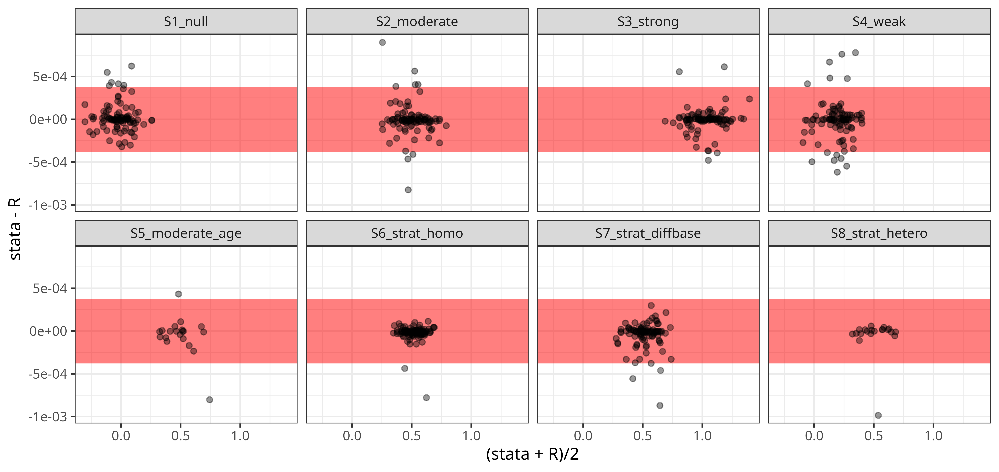 S1_null S2_moderate S3_strong S4_weak
5e-04
0e+00
-5e-04
-1e-03
stata - R
S5_moderate_age S6_strat_homo S7_strat_diffbase S8_strat_hetero
5e-04
0e+00
-5e-04
-1e-03
0.0 0.5 1.0 0.0 0.5 1.0 0.0 0.5 1.0 0.0 0.5 1.0
(stata + R)/2